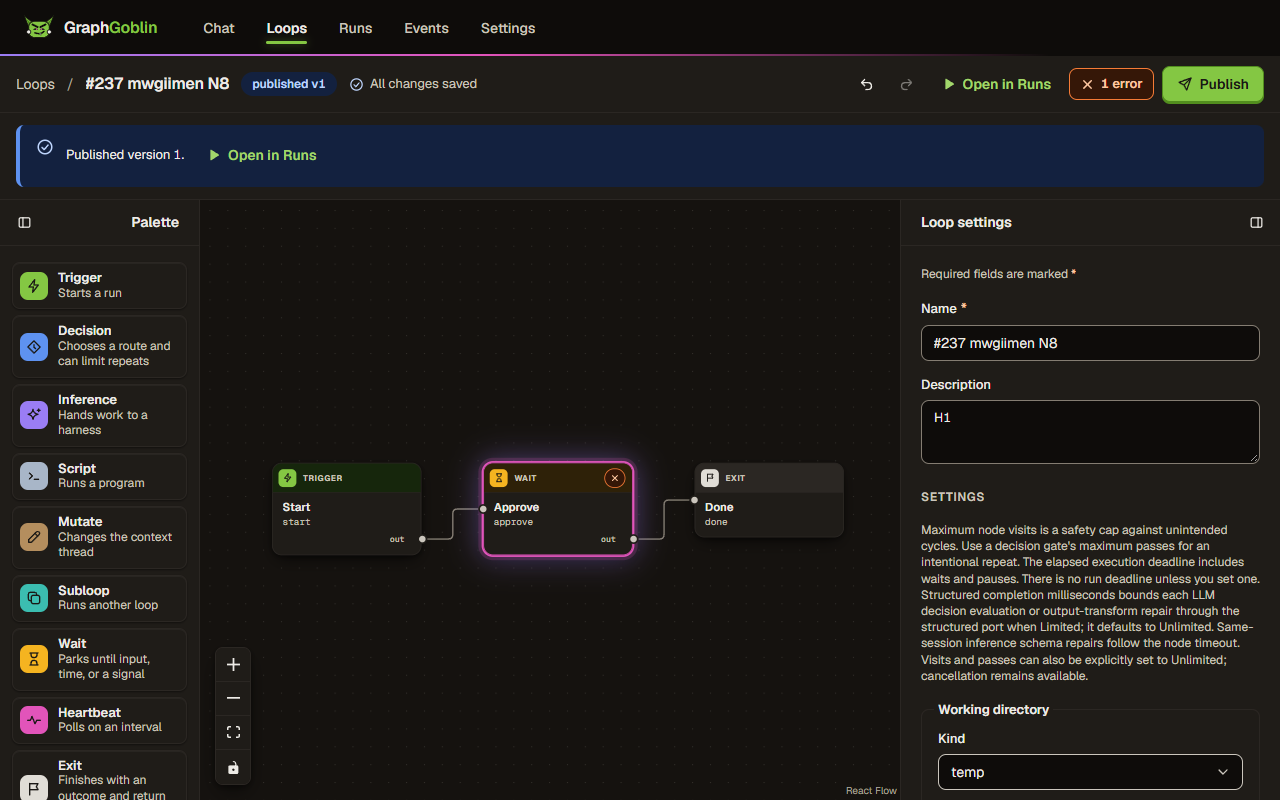 GraphGoblin
Chat
Loops
Runs
Events
Settings
Loops / #237 mwgiimen N8
published v1
All changes saved
Open in Runs
1 error
Publish
Published version 1.
Open in Runs
Palette
Trigger
Starts a run
Decision
Chooses a route and
can limit repeats
Inference
Hands work to a
harness
Script
Runs a program
Mutate
Changes the context
thread
Subloop
Runs another loop
Wait
Parks until input,
time, or a signal
Heartbeat
Polls on an interval
Exit
Finishes with an
outcome and return
TRIGGER
Start
start
out
WAIT
Approve
approve
out
EXIT
Done
done
React Flow
Loop settings
Required fields are marked *
Name *
#237 mwgiimen N8
Description
H1
SETTINGS
Maximum node visits is a safety cap against unintended
cycles. Use a decision gate's maximum passes for an
intentional repeat. The elapsed execution deadline includes
waits and pauses. There is no run deadline unless you set one.
Structured completion milliseconds bounds each LLM
decision evaluation or output-transform repair through the
structured port when Limited; it defaults to Unlimited. Same-
session inference schema repairs follow the node timeout.
Visits and passes can also be explicitly set to Unlimited;
cancellation remains available.
Working directory
Kind
temp